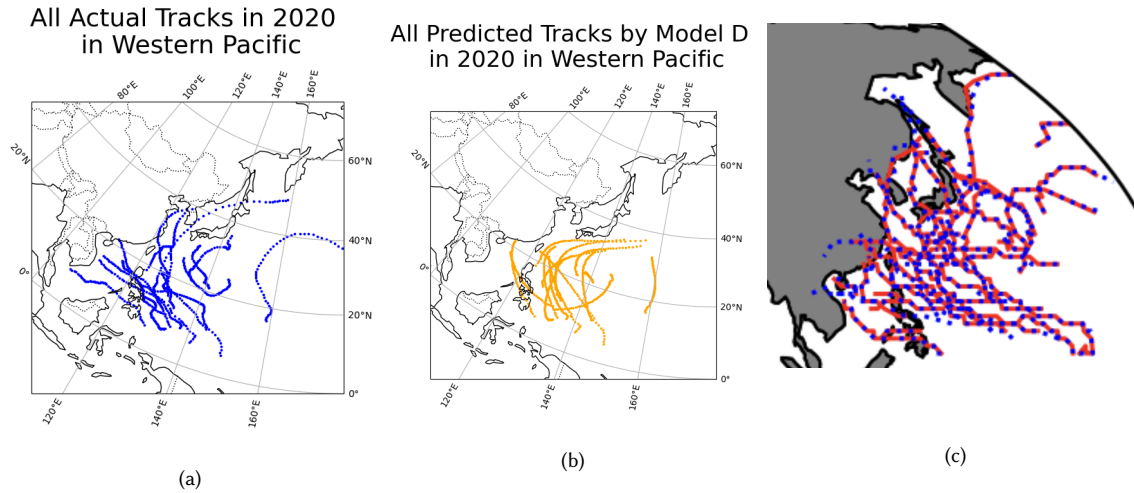 All Actual Tracks in 2020
in Western Pacific
80°E
100°E
120°E
140°E
160°E
20°N
0°
60°N
40°N
20°N
0°
120°E
140°E
160°E
(a)
All Predicted Tracks by Model D
in 2020 in Western Pacific
80°E
100°E
120°E
140°E
160°E
20°N
0°
60°N
40°N
20°N
0°
120°E
140°E
160°E
(b)
(c)